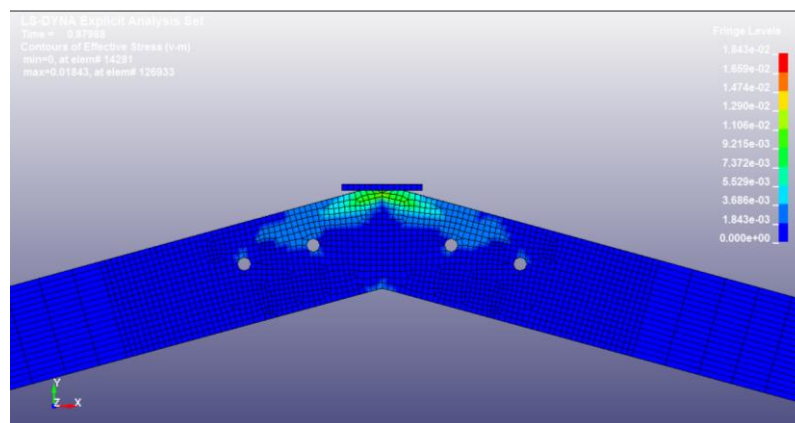 LS-DYNA Explicit Analysis Set
Time = 0.97988
Contours of Effective Stress (v-m)
min=0, at elem# 14281
max=0.01843, at elem# 126933
Fringe Levels
1.843e-02
1.659e-02
1.474e-02
1.290e-02
1.106e-02
9.215e-03
7.372e-03
5.529e-03
3.686e-03
1.843e-03
0.000e+00
Y
Z X